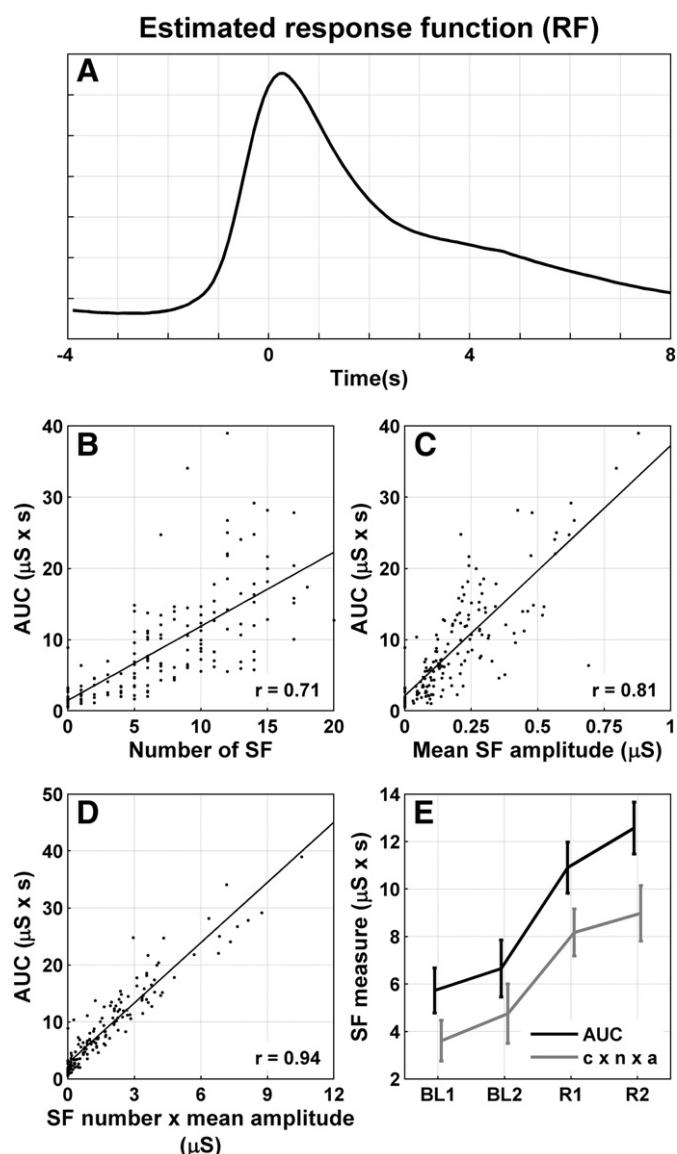 Estimated response function (RF)
A
-4 0 4 8
Time(s)
B
40
30
20
10
0
AUC (μS x s)
r = 0.71
0 5 10 15 20
Number of SF
C
40
30
20
10
0
AUC (μS x s)
r = 0.81
0 0.25 0.5 0.75 1
Mean SF amplitude (μS)
D
50
40
30
20
10
0
AUC (μS x s)
r = 0.94
0 3 6 9 12
SF number x mean amplitude
(μS)
E
14
12
10
8
6
4
2
SF measure (μS x s)
AUC
c x n x a
BL1 BL2 R1 R2